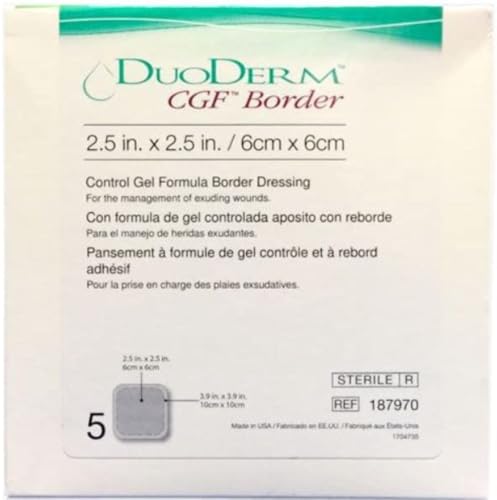 DUODERM™
CGF™ Border
2.5 in. x 2.5 in. / 6cm x 6cm
Control Gel Formula Border Dressing
For the management of exuding wounds.
Con formula de gel controlada aposito con reborde
Para el manejo de heridas exudantes.
Pansement à formule de gel contrôle et à rebord
adhésif
Pour la prise en charge des plaies exsudatives.
2.5 in. x 2.5 in.
6cm x 6cm
3.9 in. x 3.9 in.
10cm x 10cm
5
STERILE R
REF 187970
Made in USA / Fabricado en EE.UU. / Fabriqué aux États-Unis
1704735